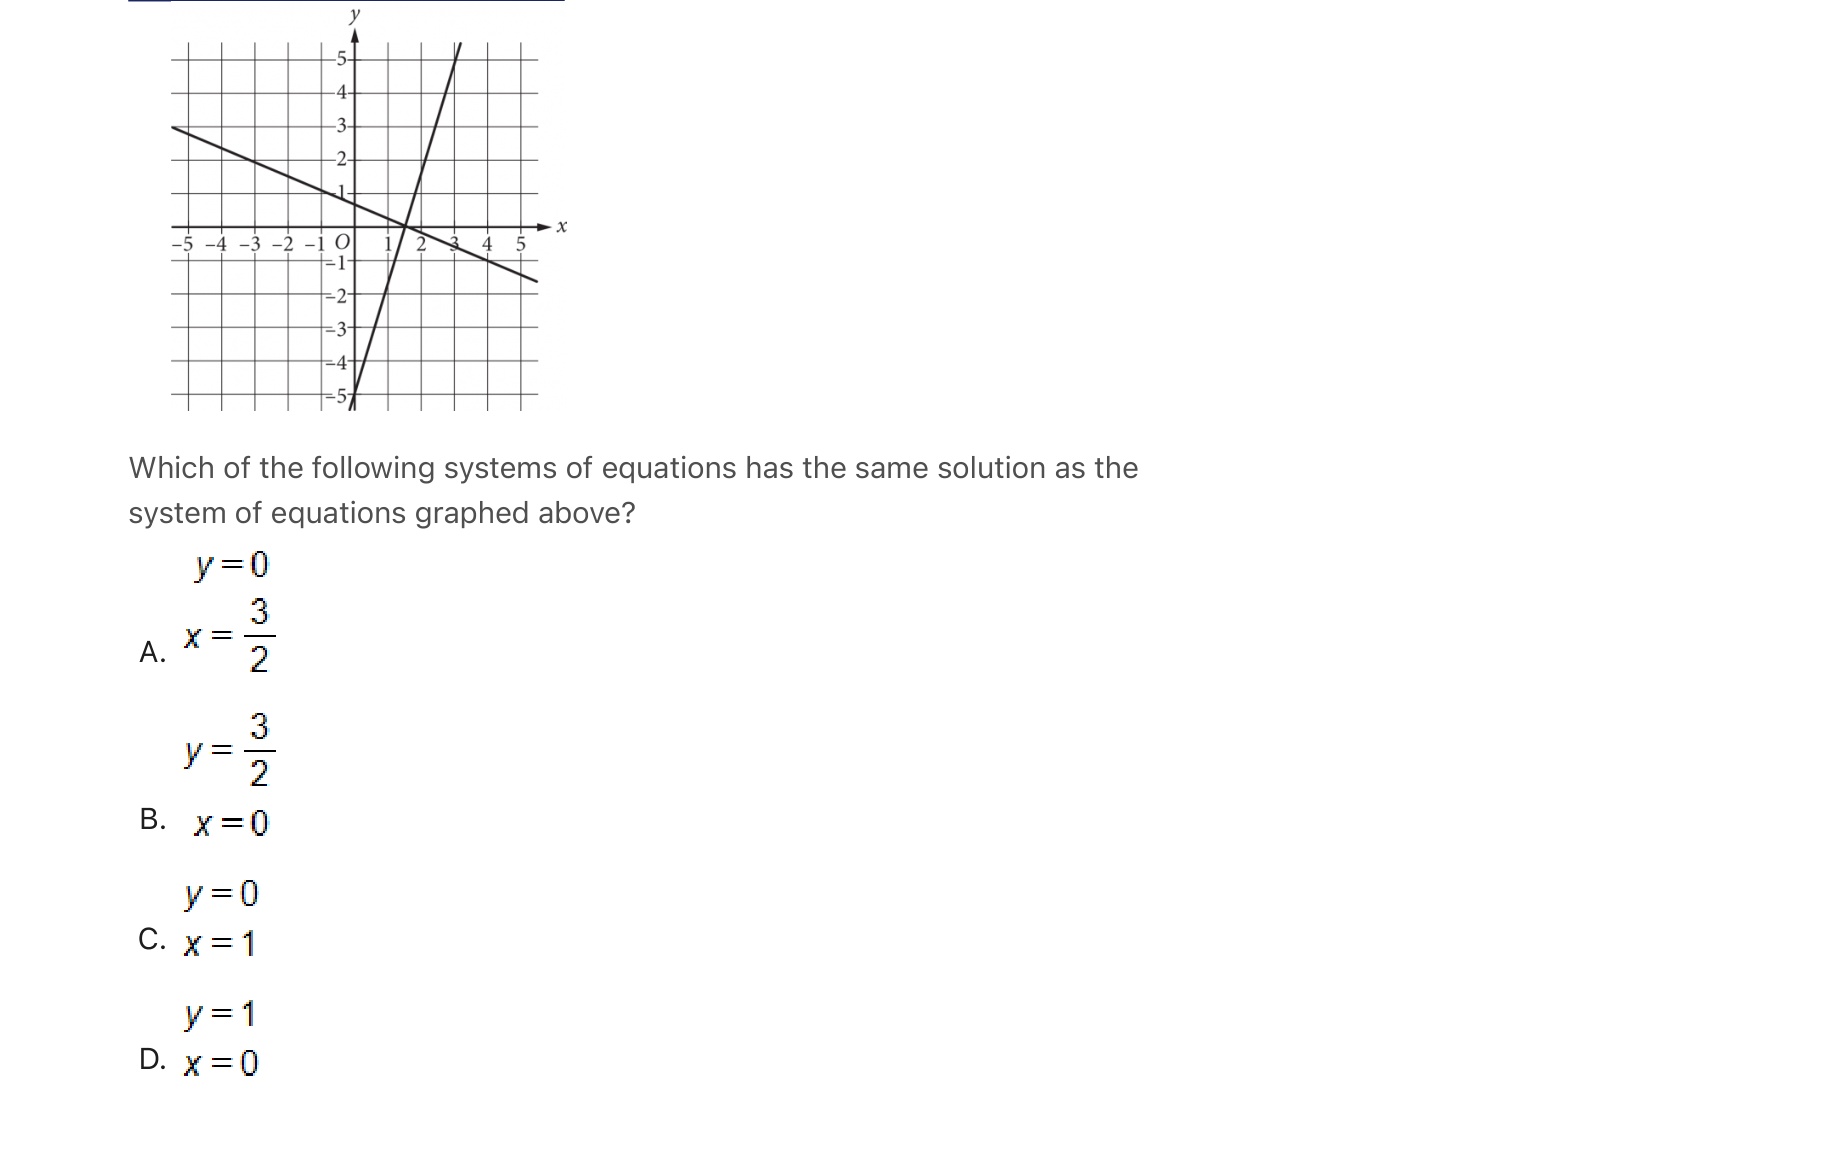 y
5
4
3
2
1
x
−5 −4 −3 −2 −1 O 1 2 3 4 5
−1
−2
−3
−4
−5
Which of the following systems of equations has the same solution as the
system of equations graphed above?
y = 0
A. x = 3/2
y = 3/2
B. x = 0
y = 0
C. x = 1
y = 1
D. x = 0